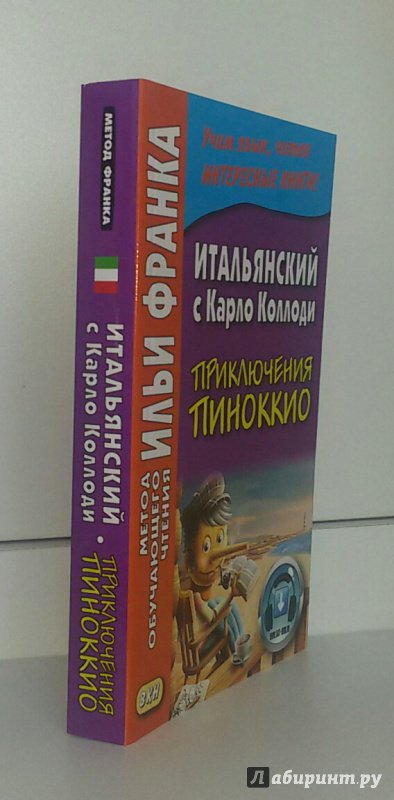 МЕТОД ФРАНКА
ИТАЛЬЯНСКИЙ
с Карло Коллоди
•
ПРИКЛЮЧЕНИЯ
ПИНОККИО
МЕТОД
ОБУЧАЮЩЕГО
ЧТЕНИЯ
ИЛЬИ ФРАНКА
ВКН
Учим язык, читая
ИНТЕРЕСНЫЕ КНИГИ!
ИТАЛЬЯНСКИЙ
с Карло Коллоди
ПРИКЛЮЧЕНИЯ
ПИНОККИО
Лабиринт.ру